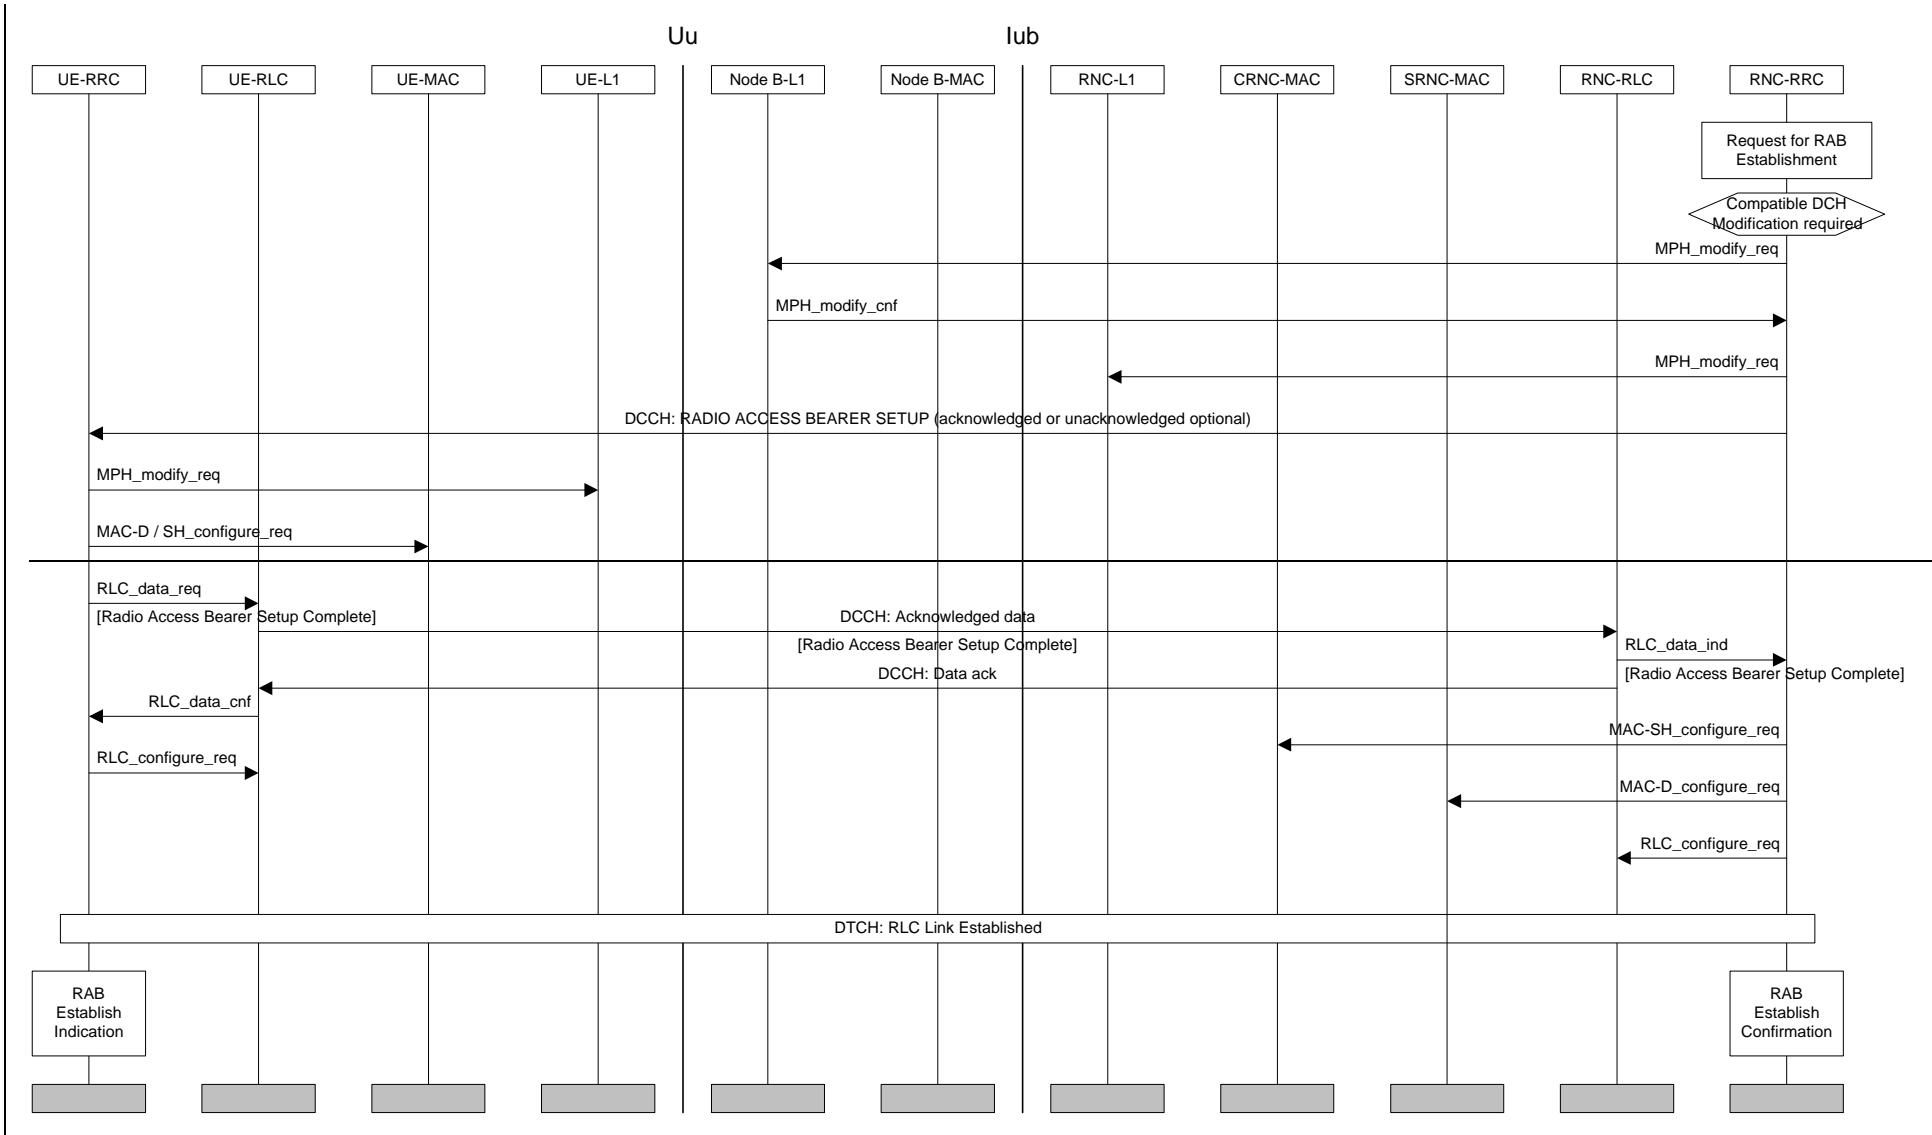 Uu
Iub
UE-RRC
UE-RLC
UE-MAC
UE-L1
Node B-L1
Node B-MAC
RNC-L1
CRNC-MAC
SRNC-MAC
RNC-RLC
RNC-RRC
Request for RAB
Establishment
Compatible DCH
Modification required
MPH_modify_req
MPH_modify_cnf
MPH_modify_req
DCCH: RADIO ACCESS BEARER SETUP (acknowledged or unacknowledged optional)
MPH_modify_req
MAC-D / SH_configure_req
RLC_data_req
[Radio Access Bearer Setup Complete]
DCCH: Acknowledged data
[Radio Access Bearer Setup Complete]
RLC_data_ind
[Radio Access Bearer Setup Complete]
DCCH: Data ack
RLC_data_cnf
MAC-SH_configure_req
RLC_configure_req
MAC-D_configure_req
RLC_configure_req
DTCH: RLC Link Established
RAB
Establish
Indication
RAB
Establish
Confirmation